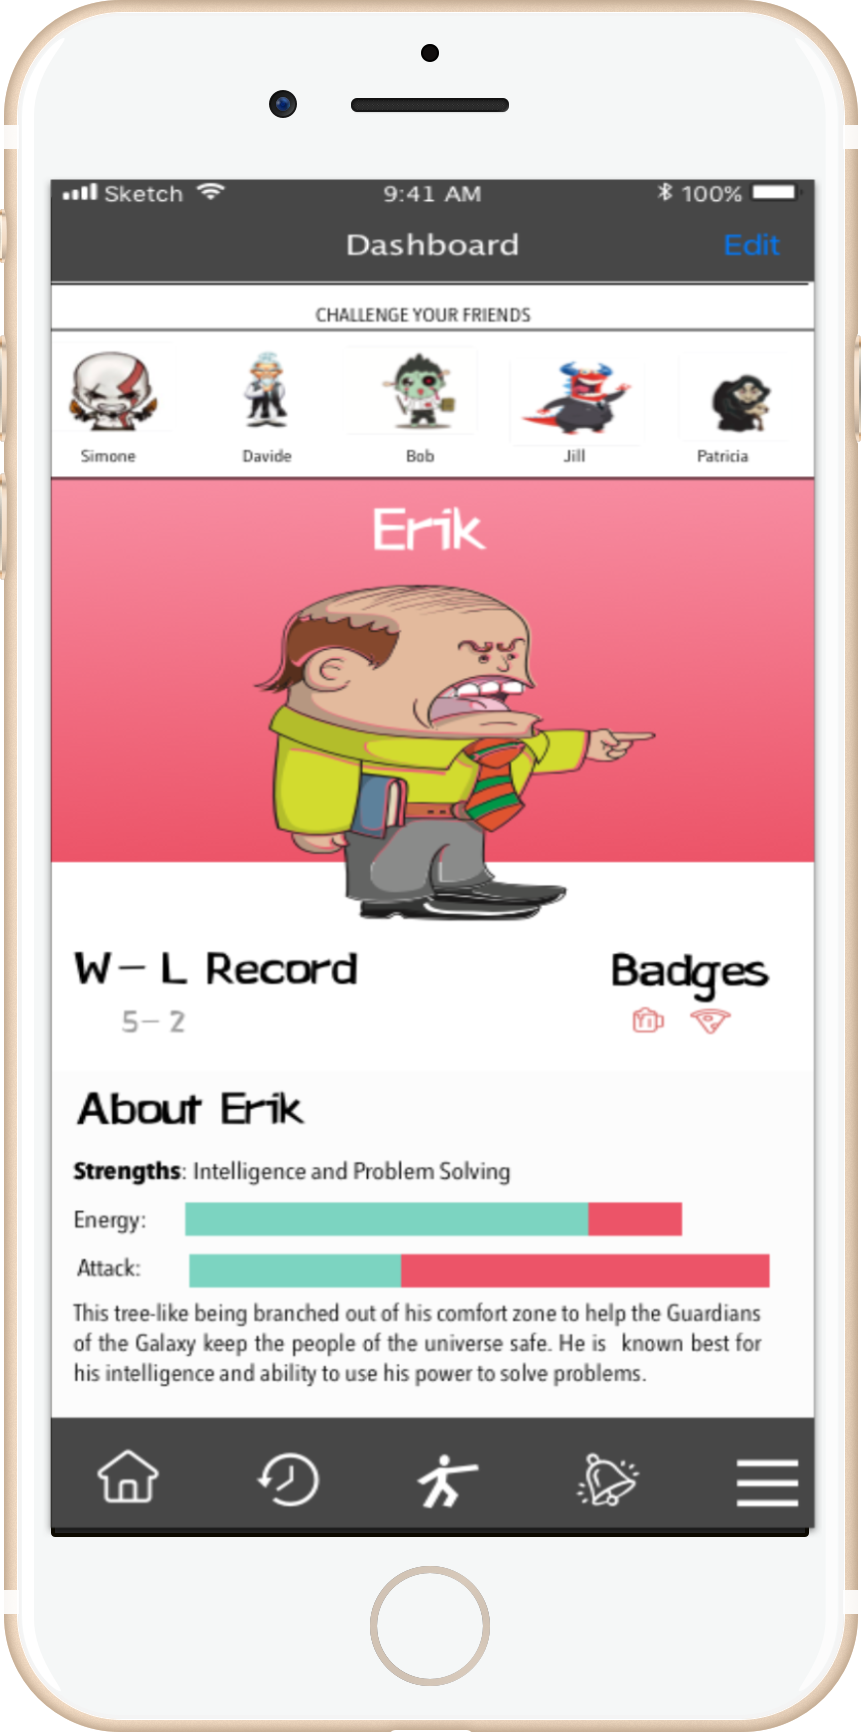 Sketch 9:41 AM 100%
Dashboard Edit
CHALLENGE YOUR FRIENDS
Simone Davide Bob Jill Patricia
Erik
W– L Record Badges
5– 2
About Erik
Strengths: Intelligence and Problem Solving
Energy:
Attack:
This tree-like being branched out of his comfort zone to help the Guardians
of the Galaxy keep the people of the universe safe. He is known best for
his intelligence and ability to use his power to solve problems.